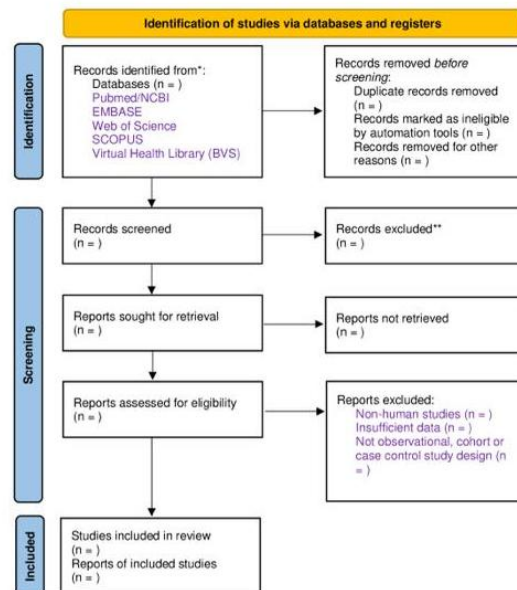 Identification of studies via databases and registers
Identification
Records identified from*:
Databases (n = )
Pubmed/NCBI
EMBASE
Web of Science
SCOPUS
Virtual Health Library (BVS)
Records removed before
screening:
Duplicate records removed
(n = )
Records marked as ineligible
by automation tools (n = )
Records removed for other
reasons (n = )
Screening
Records screened
(n = )
Records excluded**
(n = )
Reports sought for retrieval
(n = )
Reports not retrieved
(n = )
Reports assessed for eligibility
(n = )
Reports excluded:
Non-human studies (n = )
Insufficient data (n = )
Not observational, cohort or
case control study design (n
= )
Included
Studies included in review
(n = )
Reports of included studies
(n = )